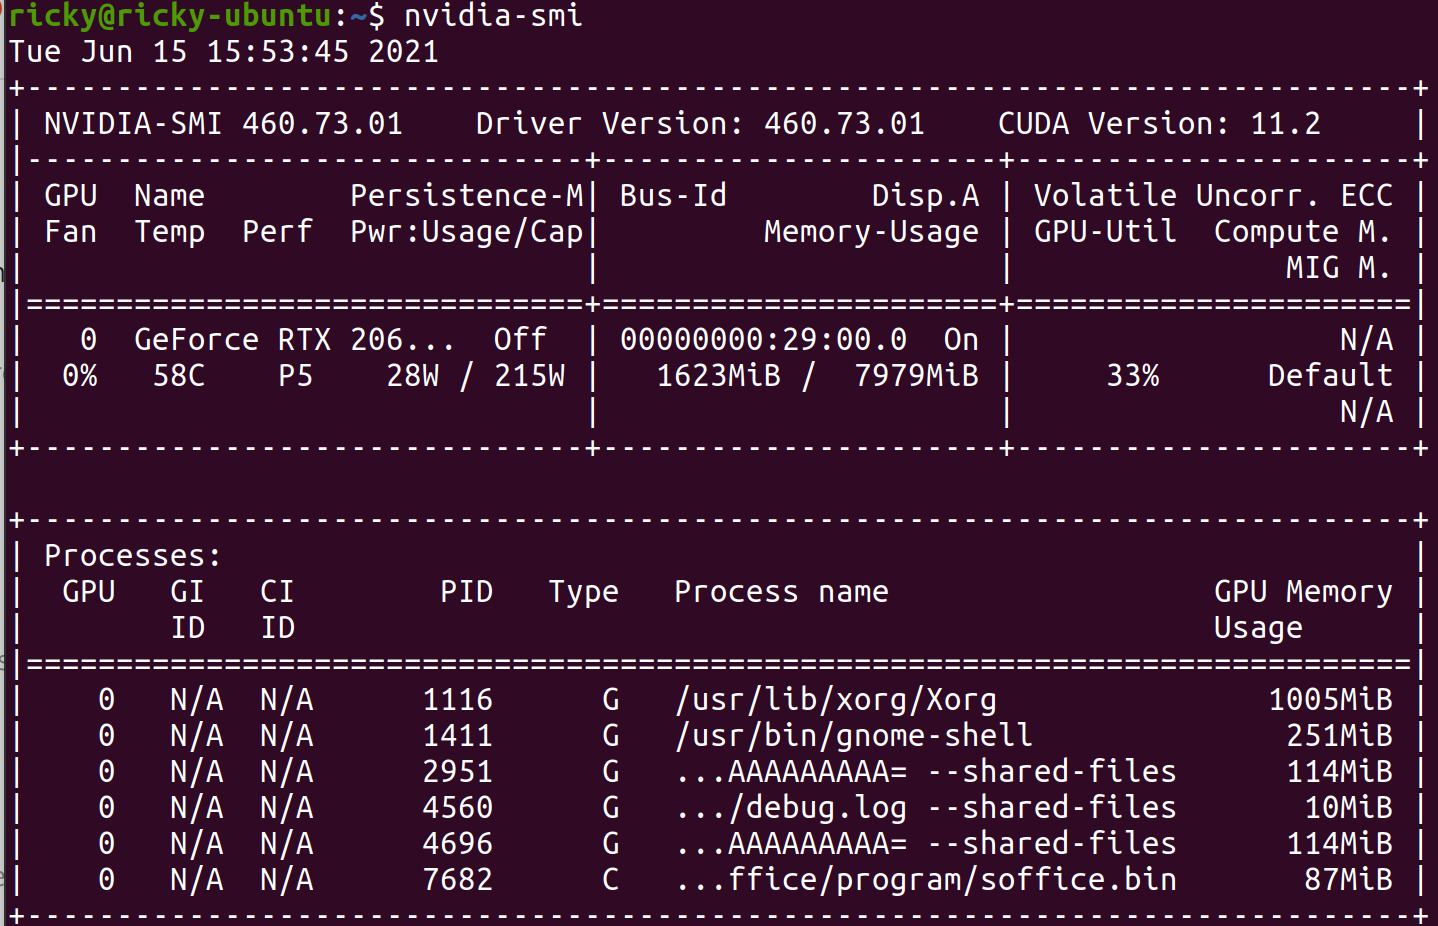 ricky@ricky-ubuntu:~$ nvidia-smi
Tue Jun 15 15:53:45 2021
+-----------------------------------------------------------------------------+
| NVIDIA-SMI 460.73.01    Driver Version: 460.73.01    CUDA Version: 11.2     |
|-------------------------------+----------------------+----------------------+
| GPU  Name        Persistence-M| Bus-Id        Disp.A | Volatile Uncorr. ECC |
| Fan  Temp  Perf  Pwr:Usage/Cap|         Memory-Usage | GPU-Util  Compute M. |
|                               |                      |               MIG M. |
|===============================+======================+======================|
|   0  GeForce RTX 206...  Off  | 00000000:29:00.0  On |                  N/A |
|  0%   58C    P5    28W / 215W |   1623MiB /  7979MiB |     33%      Default |
|                               |                      |                  N/A |
+-------------------------------+----------------------+----------------------+
+-----------------------------------------------------------------------------+
| Processes:                                                                  |
|  GPU   GI   CI        PID   Type   Process name                  GPU Memory |
|        ID   ID                                                   Usage      |
|=============================================================================|
|    0   N/A  N/A      1116      G   /usr/lib/xorg/Xorg               1005MiB |
|    0   N/A  N/A      1411      G   /usr/bin/gnome-shell              251MiB |
|    0   N/A  N/A      2951      G   ...AAAAAAAAA= --shared-files      114MiB |
|    0   N/A  N/A      4560      G   .../debug.log --shared-files       10MiB |
|    0   N/A  N/A      4696      G   ...AAAAAAAAA= --shared-files      114MiB |
|    0   N/A  N/A      7682      C   ...ffice/program/soffice.bin       87MiB |
+-----------------------------------------------------------------------------+